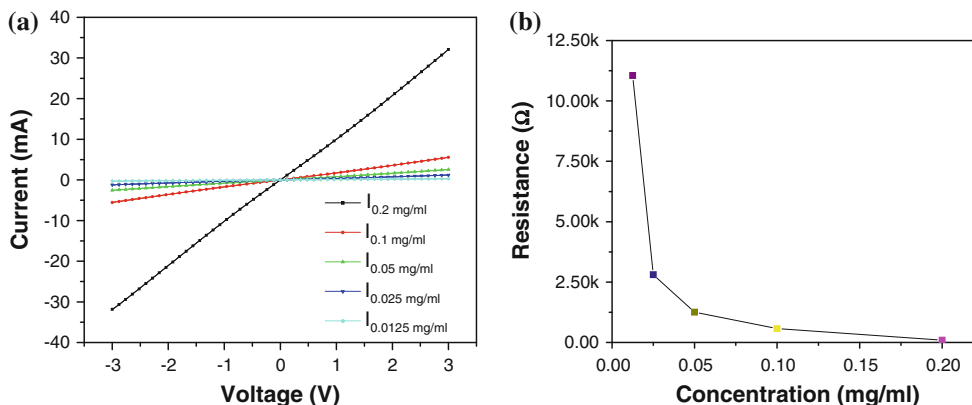 (a)
40
30
20
10
0
-10
-20
-30
-40
Current (mA)
-3 -2 -1 0 1 2 3
Voltage (V)
I0.2 mg/ml
I0.1 mg/ml
I0.05 mg/ml
I0.025 mg/ml
I0.0125 mg/ml
(b)
12.50k
10.00k
7.50k
5.00k
2.50k
0.00
Resistance (Ω)
0.00 0.05 0.10 0.15 0.20
Concentration (mg/ml)